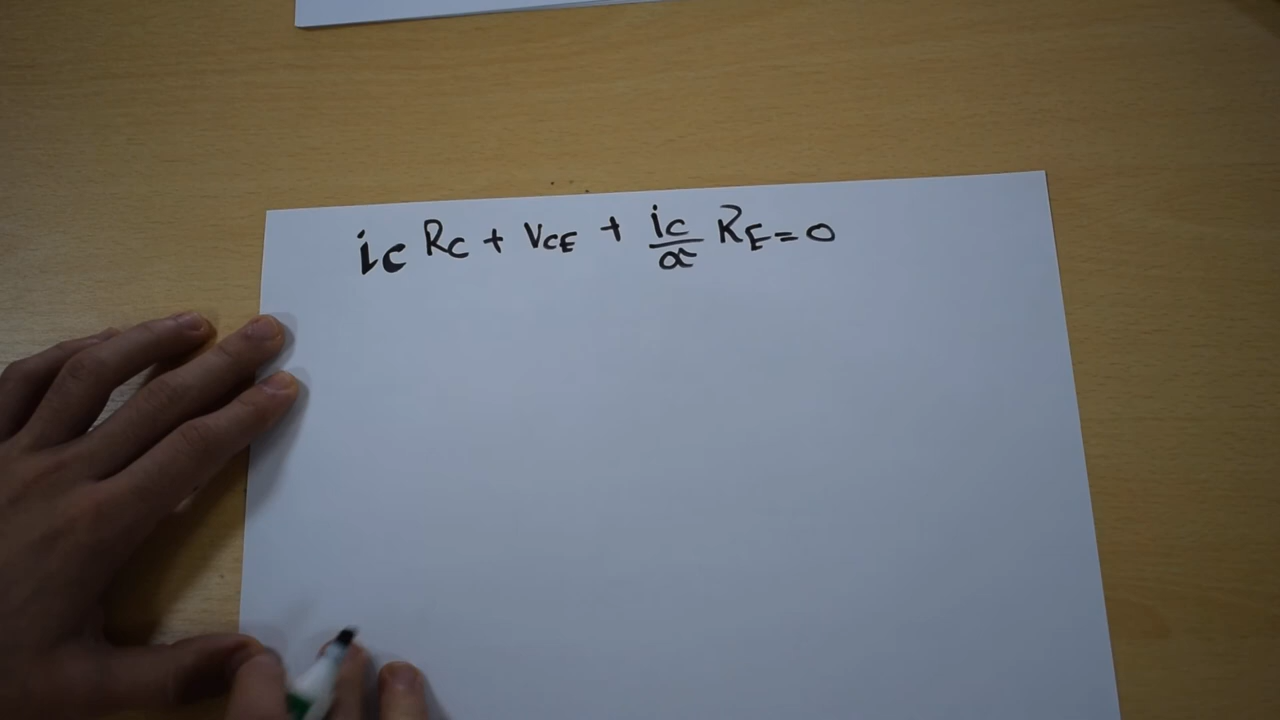 ic Rc + VCE + ic/α RE = 0